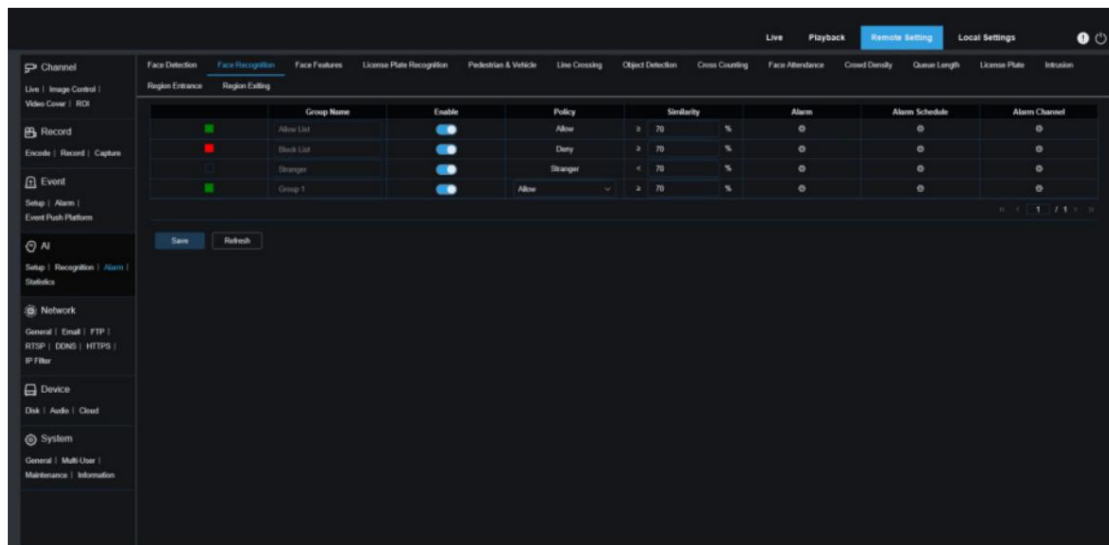 Live Playback Remote Setting Local Settings
Channel
Live | Image Control |
Video Cover | ROI
Record
Encode | Record | Capture
Event
Setup | Alarm |
Event Push Platform
AI
Setup | Recognition | Alarm |
Statistics
Network
General | Email | FTP |
RTSP | DDNS | HTTPS |
IP Filter
Device
Disk | Audio | Cloud
System
General | Multi-User |
Maintenance | Information
Face Detection Face Recognition Face Features License Plate Recognition Pedestrian & Vehicle Line Crossing Object Detection Cross Counting Face Attendance Crowd Density Queue Length License Plate Intrusion
Region Entrance Region Exiting
Group Name Enable Policy Similarity Alarm Alarm Schedule Alarm Channel
Allow List Allow ≥ 70 %
Block List Deny ≥ 70 %
Stranger Stranger < 70 %
Group 1 Allow ≥ 70 %
1 / 1
Save Refresh